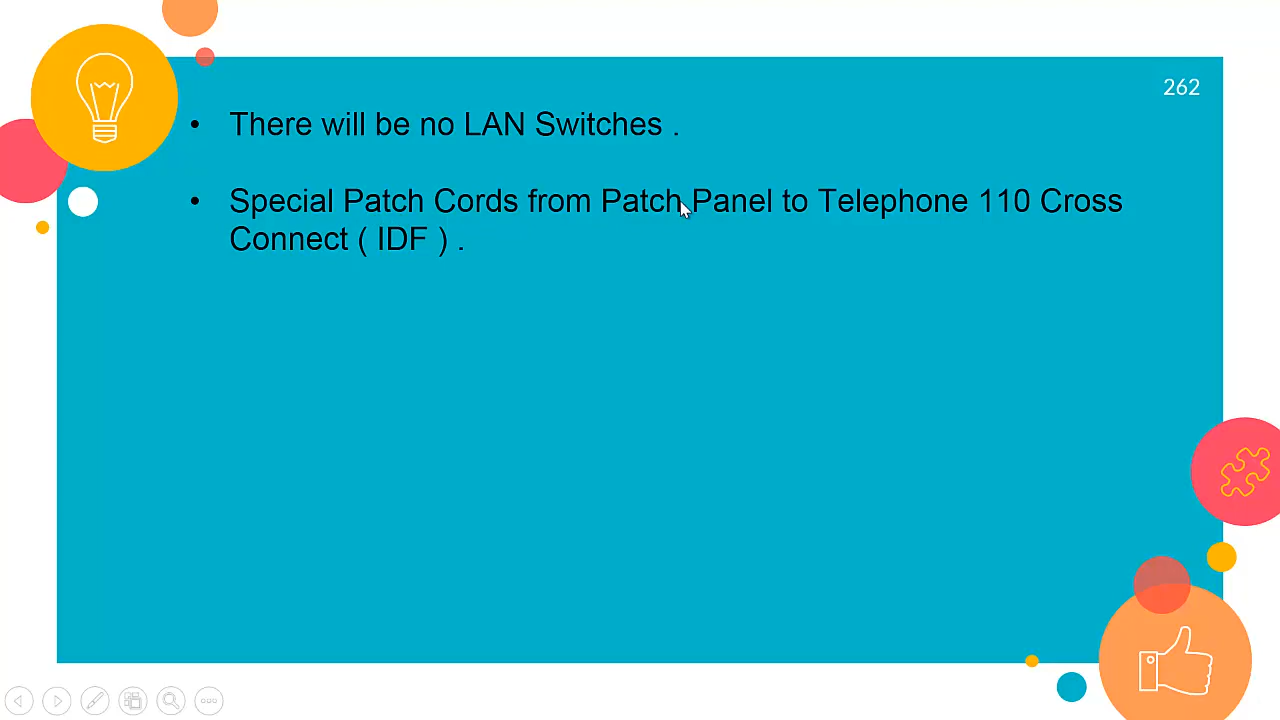 262
• There will be no LAN Switches .
• Special Patch Cords from Patch Panel to Telephone 110 Cross
Connect ( IDF ) .